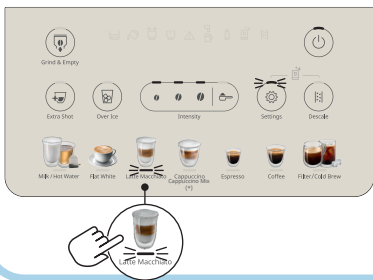 Grind & Empty
Extra Shot
Over Ice
Intensity
Settings
Descale
Milk / Hot Water
Flat White
Latte Macchiato
Cappuccino
Cappuccino Mix
(*)
Espresso
Coffee
Filter/Cold Brew
Latte Macchiato